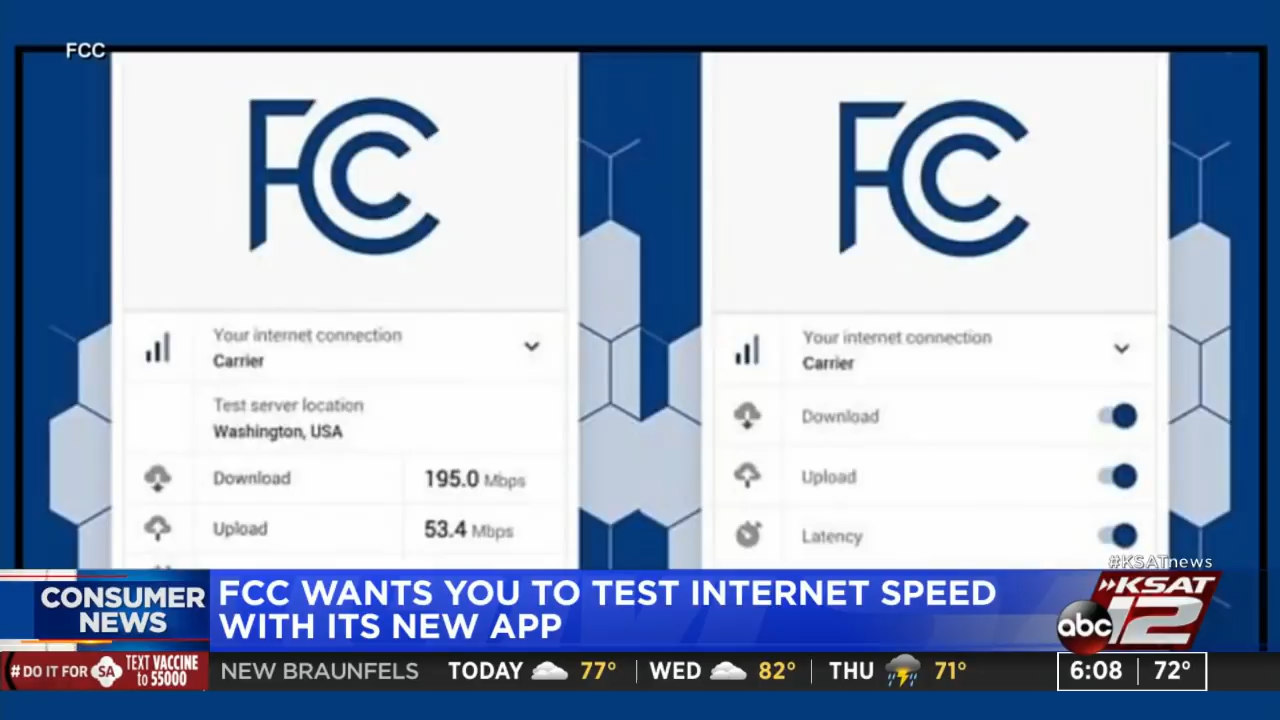 FCC
FCC
Your internet connection
Carrier
Test server location
Washington, USA
Download 195.0 Mbps
Upload 53.4 Mbps
FCC
Your internet connection
Carrier
Download
Upload
Latency
#KSATnews
CONSUMER
NEWS
FCC WANTS YOU TO TEST INTERNET SPEED
WITH ITS NEW APP
KSAT
abc 12
#DO IT FOR SA TEXT VACCINE
to 55000
NEW BRAUNFELS TODAY 77° WED 82° THU 71°
6:08 72°